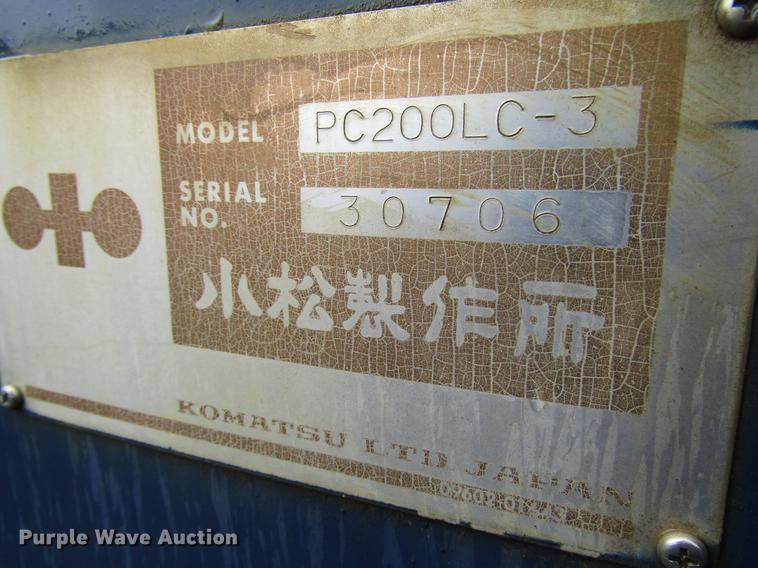 MODEL PC200LC-3
SERIAL NO. 30706
小松製作所
KOMATSU LTD JAPAN
Purple Wave Auction